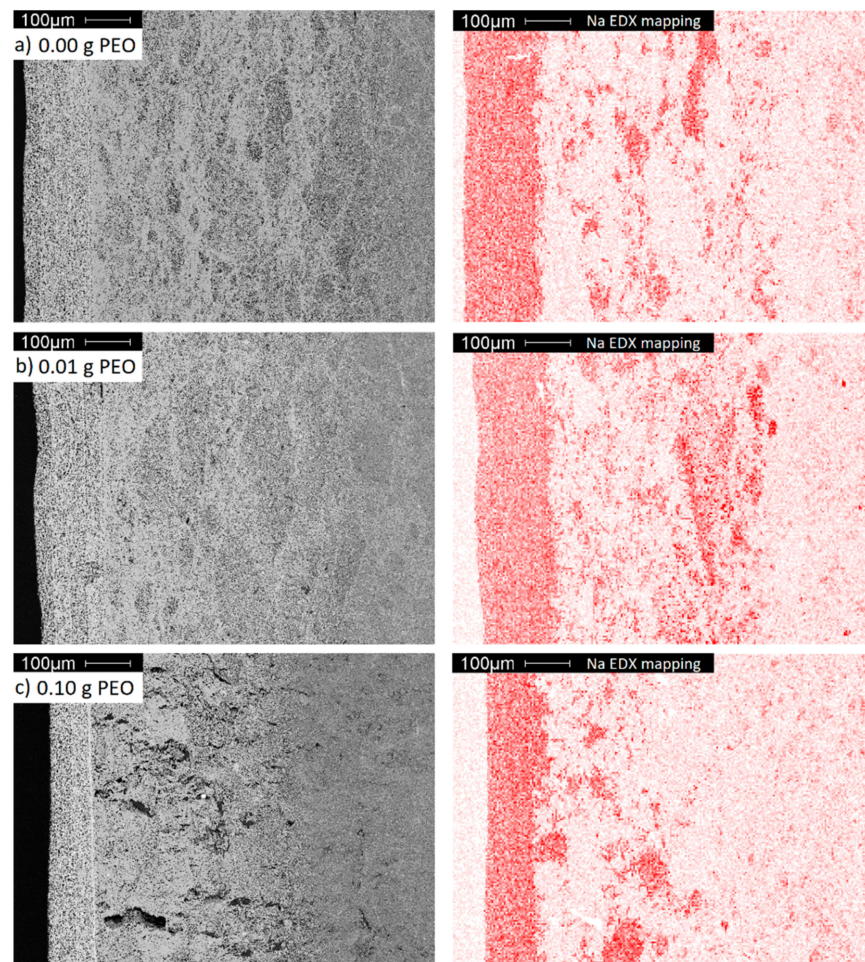 100μm
Na EDX mapping
100μm
a) 0.00 g PEO
100μm
Na EDX mapping
100μm
b) 0.01 g PEO
100μm
Na EDX mapping
100μm
c) 0.10 g PEO